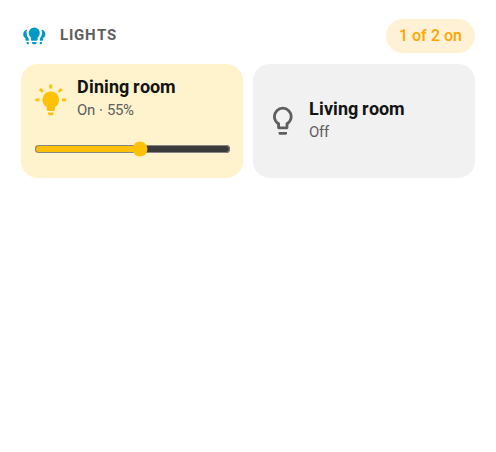 LIGHTS
1 of 2 on
Dining room
On · 55%
Living room
Off